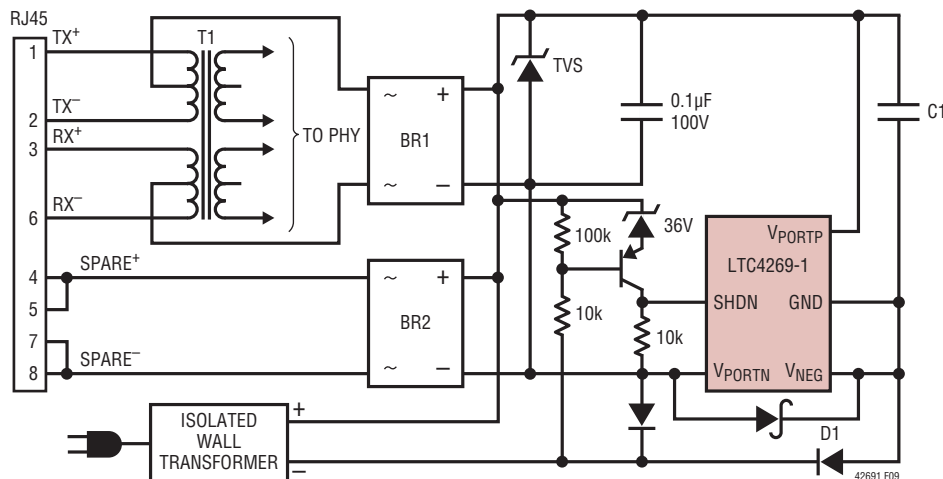 RJ45
1
TX+
2
TX–
3
RX+
6
RX–
4
SPARE+
5
7
8
SPARE–
T1
TO PHY
~
+
BR1
~
–
~
+
BR2
~
–
TVS
0.1µF
100V
C1
100k
36V
10k
10k
VPORTP
LTC4269-1
SHDN
GND
VPORTN
VNEG
D1
ISOLATED
WALL
TRANSFORMER
+
–
42691 F09